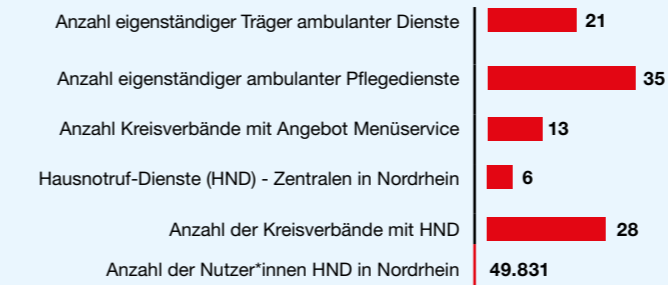 Anzahl eigenständiger Träger ambulanter Dienste 21
Anzahl eigenständiger ambulanter Pflegedienste 35
Anzahl Kreisverbände mit Angebot Menüservice 13
Hausnotruf-Dienste (HND) - Zentralen in Nordrhein 6
Anzahl der Kreisverbände mit HND 28
Anzahl der Nutzer*innen HND in Nordrhein 49.831